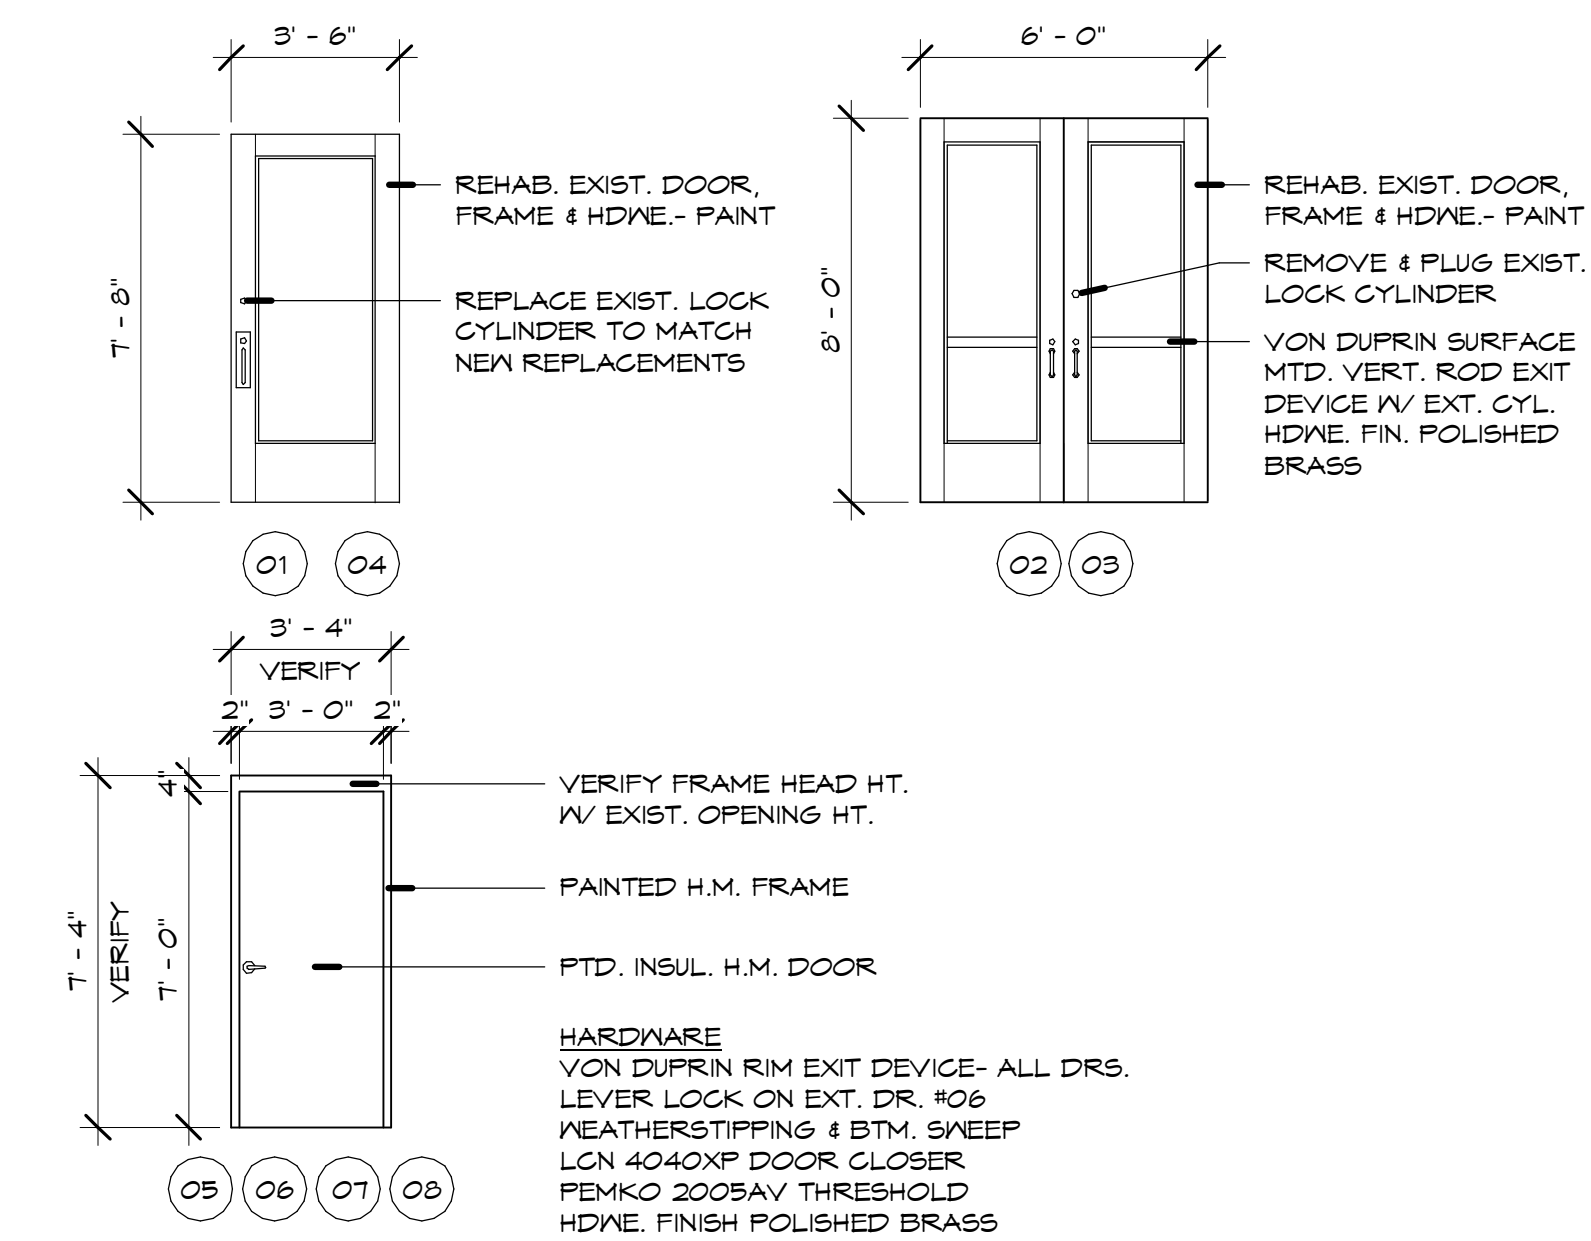 3' - 6"
7' - 8"
REHAB. EXIST. DOOR,
FRAME & HDWE.- PAINT
REPLACE EXIST. LOCK
CYLINDER TO MATCH
NEW REPLACEMENTS
01 04
6' - 0"
8' - 0"
REHAB. EXIST. DOOR,
FRAME & HDWE.- PAINT
REMOVE & PLUG EXIST.
LOCK CYLINDER
VON DUPRIN SURFACE
MTD. VERT. ROD EXIT
DEVICE W/ EXT. CYL.
HDWE. FIN. POLISHED
BRASS
02 03
3' - 4"
VERIFY
2" 3' - 0" 2"
4"
7' - 4"
VERIFY
7' - 0"
VERIFY FRAME HEAD HT.
W/ EXIST. OPENING HT.
PAINTED H.M. FRAME
PTD. INSUL. H.M. DOOR
HARDWARE
VON DUPRIN RIM EXIT DEVICE- ALL DRS.
LEVER LOCK ON EXT. DR. #06
WEATHERSTIPPING & BTM. SWEEP
LCN 4040XP DOOR CLOSER
PEMKO 2005AV THRESHOLD
HDWE. FINISH POLISHED BRASS
05 06 07 08